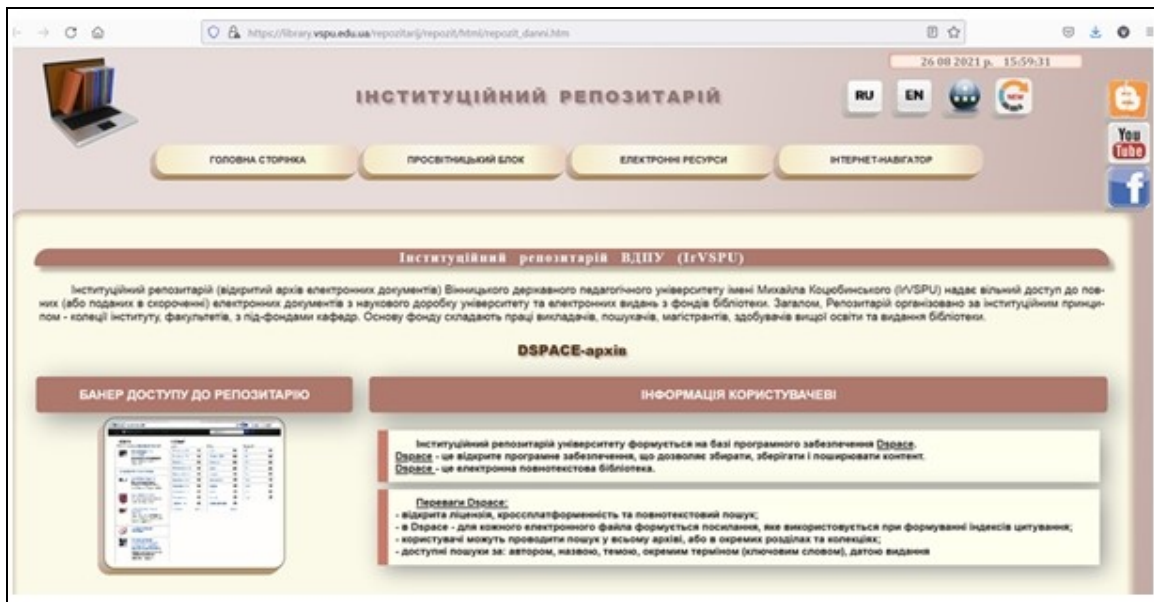 https://library.vspu.edu.ua/repozitarij/repozit/html/repozit_danni.htm
26 08 2021 р. 15:59:31
ІНСТИТУЦІЙНИЙ РЕПОЗИТАРІЙ
RU EN NEW
You
Tube
ГОЛОВНА СТОРІНКА ПРОСВІТНИЦЬКИЙ БЛОК ЕЛЕКТРОННІ РЕСУРСИ ІНТЕРНЕТ-НАВІГАТОР
Інституційний репозитарій ВДПУ (IrVSPU)
Інституційний репозитарій (відкритий архів електронних документів) Вінницького державного педагогічного університету імені Михайла Коцюбинського (IrVSPU) надає вільний доступ до пов-
них (або поданих в скороченні) електронних документів з наукового доробку університету та електронних видань з фондів бібліотеки. Загалом, Репозитарій організовано за інституційним принци-
пом - колеції інституту, факультетів, з під-фондами кафедр. Основу фонду складають праці викладачів, пошукачів, магістрантів, здобувачів вищої освіти та видання бібліотеки.
DSPACE-архів
БАНЕР ДОСТУПУ ДО РЕПОЗИТАРІЮ
ІНФОРМАЦІЯ КОРИСТУВАЧЕВІ
Інституційний репозитарій університету формується на базі програмного забезпечення Dspace.
Dspace - це відкрите програмне забезпечення, що дозволяє збирати, зберігати і поширювати контент.
Dspace - це електронна повнотекстова бібліотека.
Переваги Dspace:
- відкрита ліцензія, кроссплатформенність та повнотекстовий пошук;
- в Dspace - для кожного електронного файла формується посилання, яке використовується при формуванні індексів цитування;
- користувачі можуть проводити пошук у всьому архіві, або в окремих розділах та колекціях;
- доступні пошуки за: автором, назвою, темою, окремим терміном (ключовим словом), датою видання